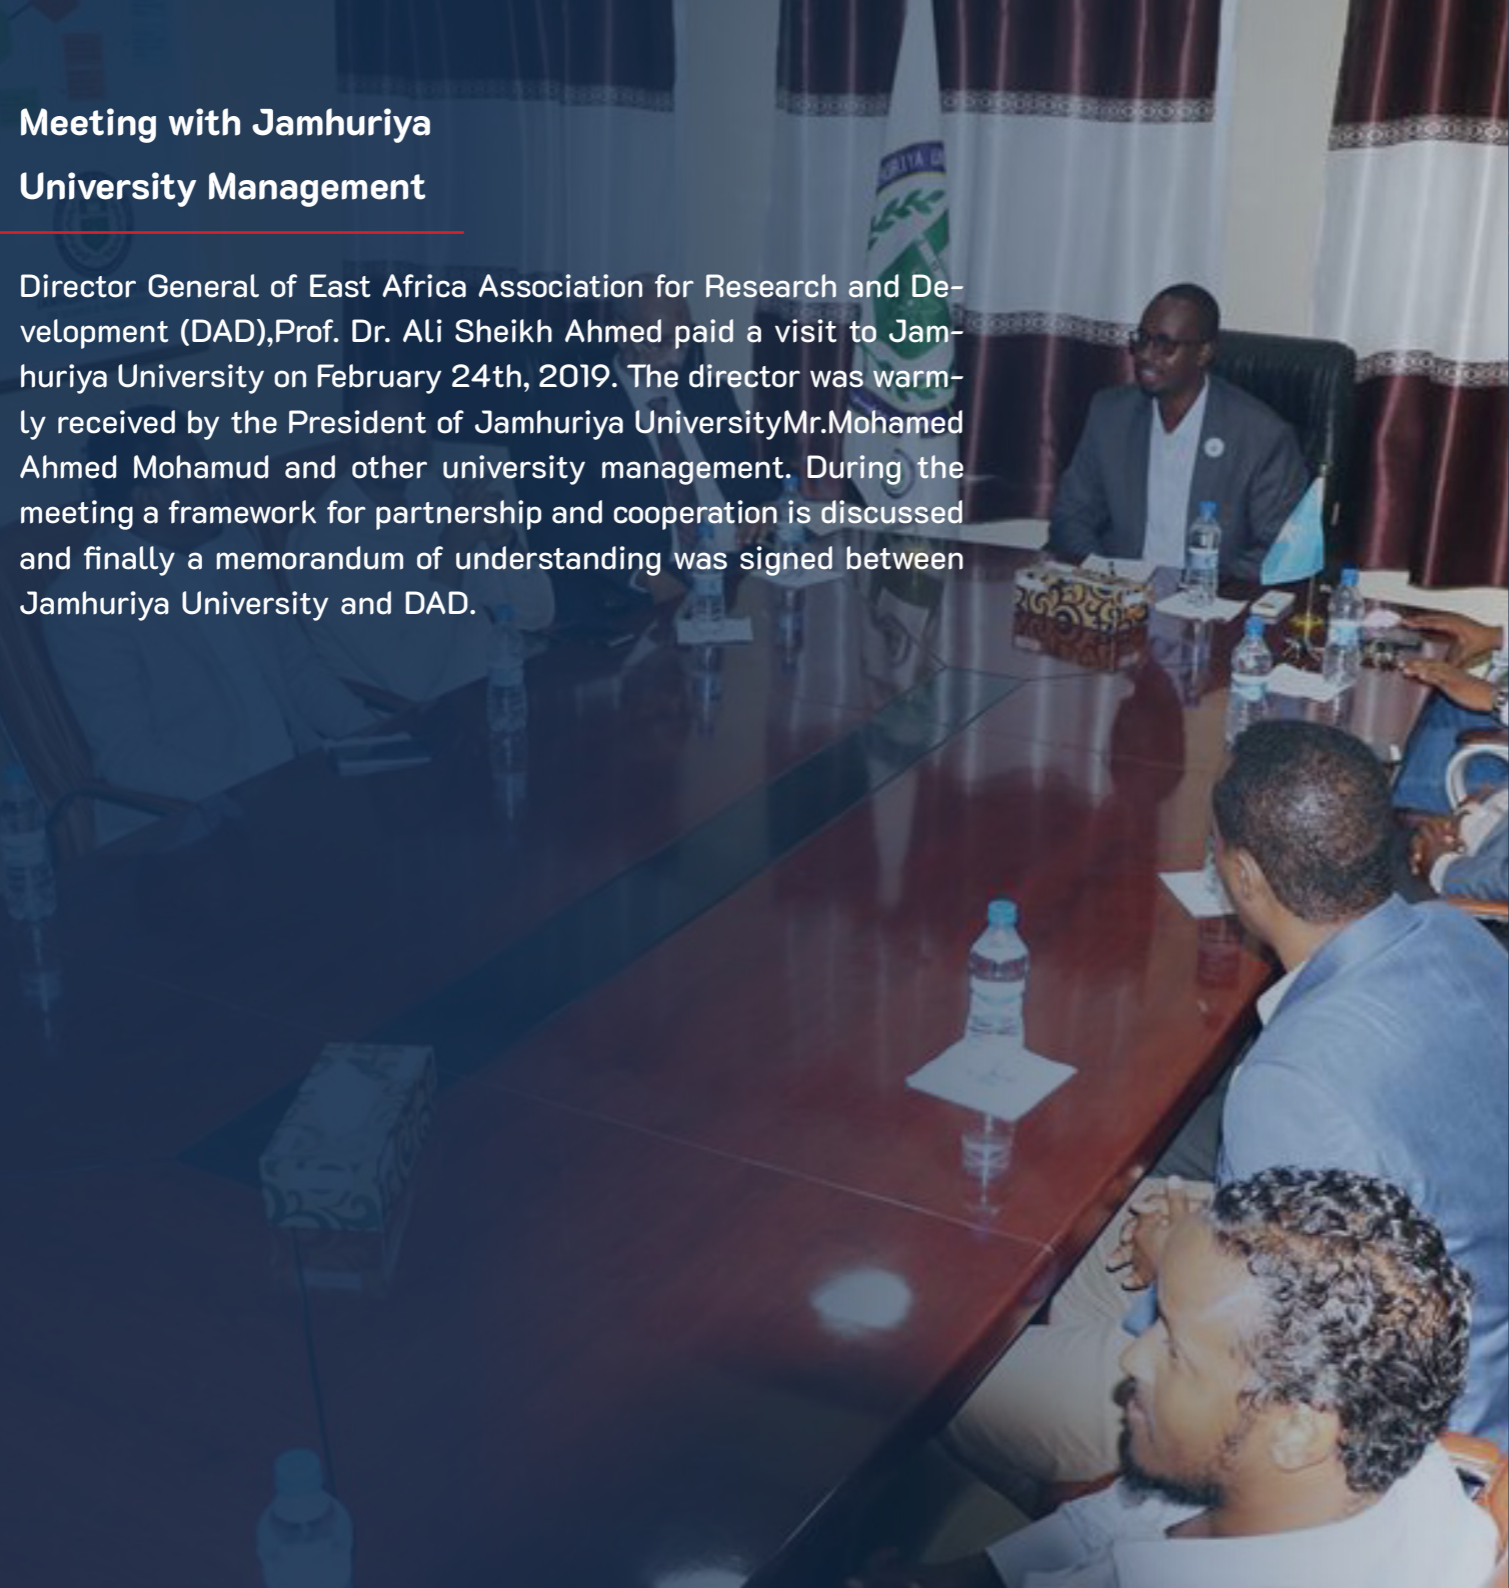 Meeting with Jamhuriya
University Management
Director General of East Africa Association for Research and De-
velopment (DAD),Prof. Dr. Ali Sheikh Ahmed paid a visit to Jam-
huriya University on February 24th, 2019. The director was warm-
ly received by the President of Jamhuriya UniversityMr.Mohamed
Ahmed Mohamud and other university management. During the
meeting a framework for partnership and cooperation is discussed
and finally a memorandum of understanding was signed between
Jamhuriya University and DAD.